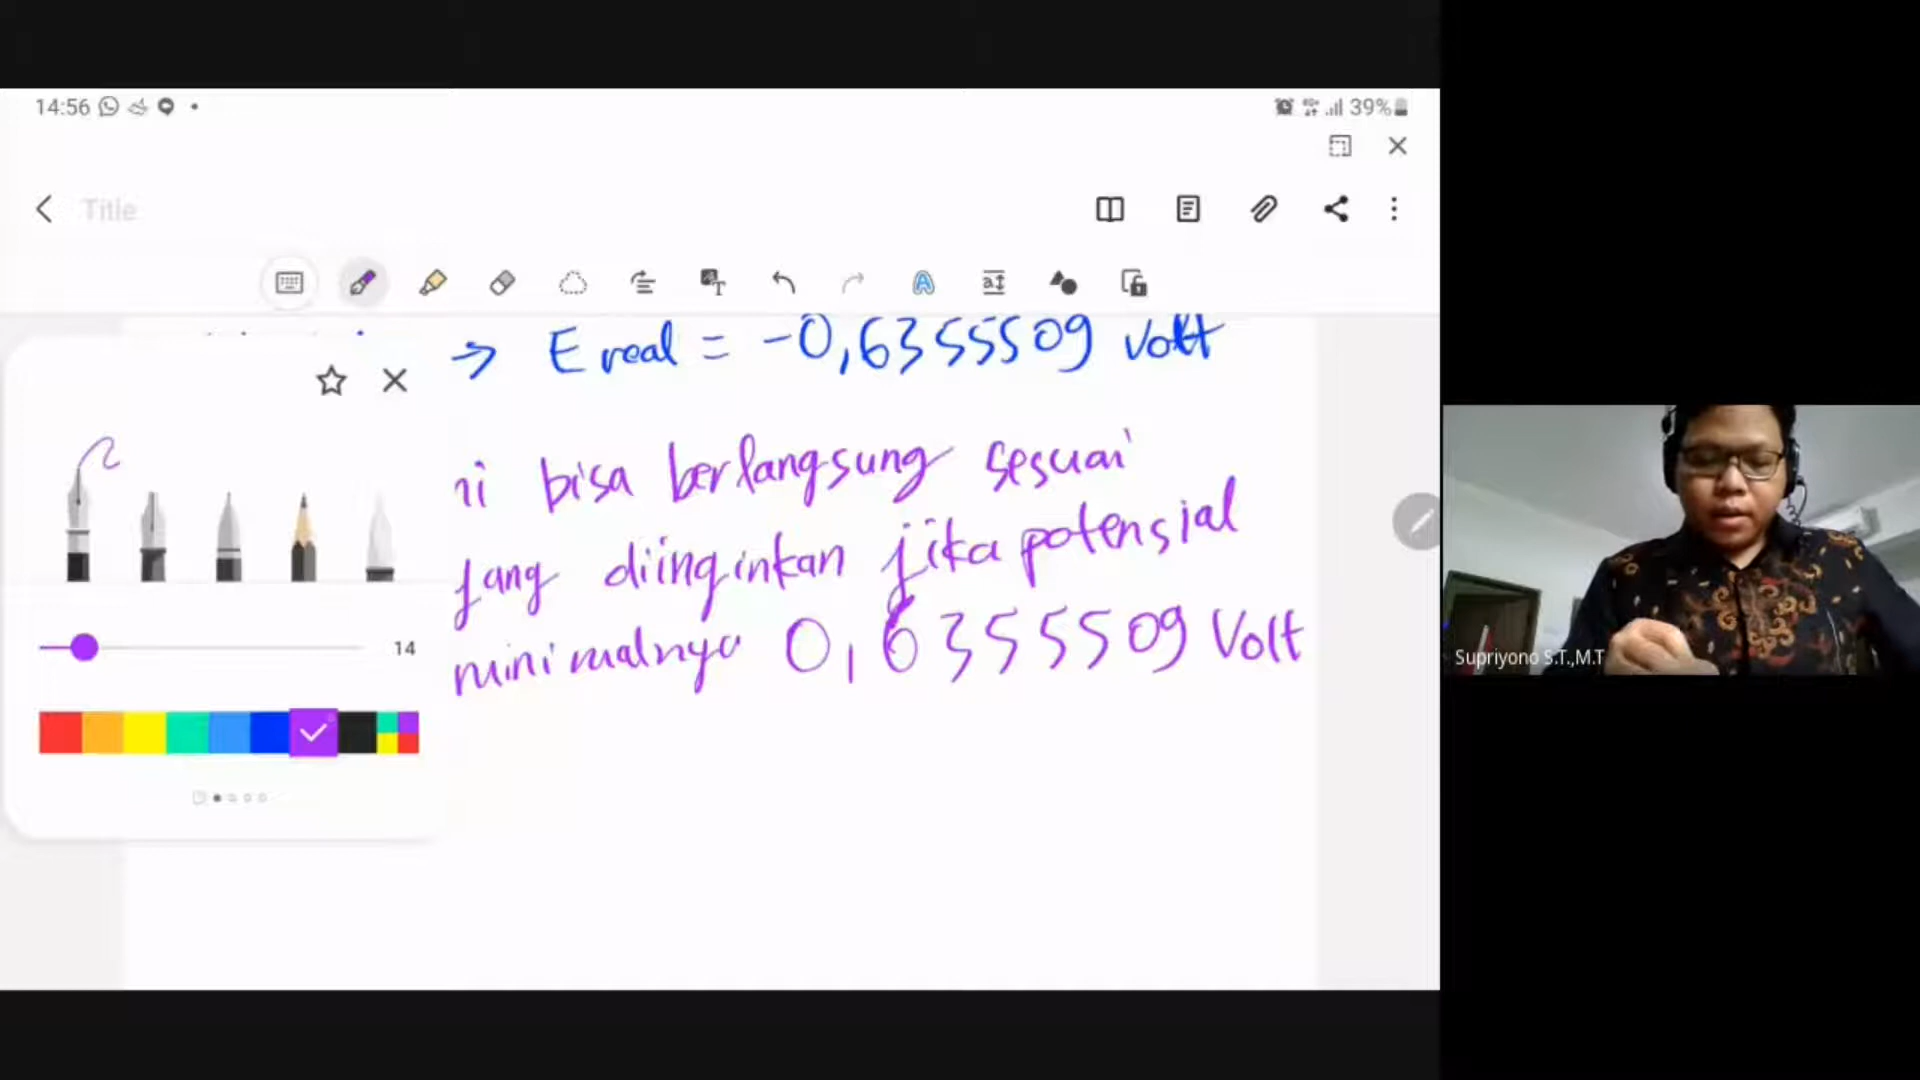 14:56
39%
Title
→ E real = -0,6355509 Volt
ni bisa berlangsung sesuai
yang diinginkan jika potensial
minimalnya 0,6355509 Volt
14
Supriyono S.T.,M.T